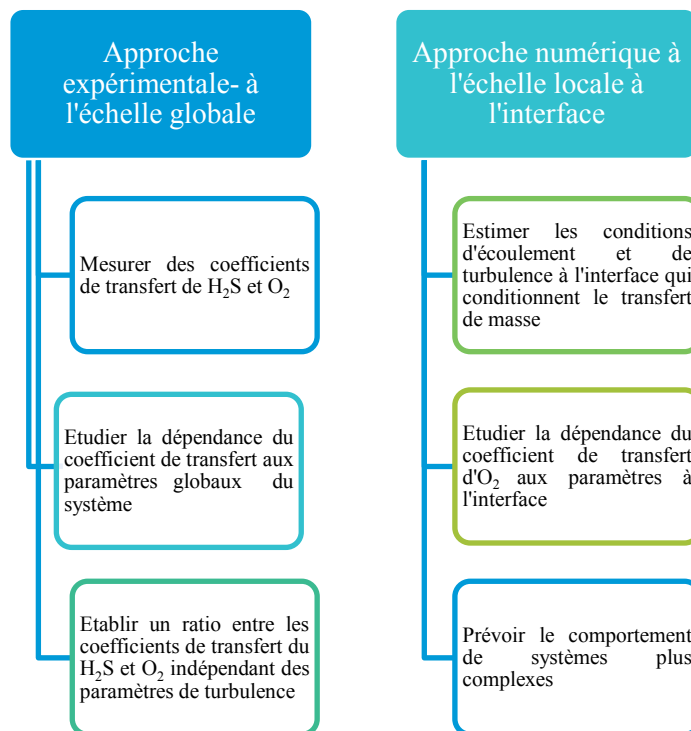 Approche
expérimentale- à
l'échelle globale
Mesurer des coefficients
de transfert de H₂S et O₂
Etudier la dépendance du
coefficient de transfert aux
paramètres globaux du
système
Etablir un ratio entre les
coefficients de transfert du
H₂S et O₂ indépendant des
paramètres de turbulence
Approche numérique à
l'échelle locale à
l'interface
Estimer les conditions
d'écoulement et de
turbulence à l'interface qui
conditionnent le transfert
de masse
Etudier la dépendance du
coefficient de transfert
d'O₂ aux paramètres à
l'interface
Prévoir le comportement
de systèmes plus
complexes